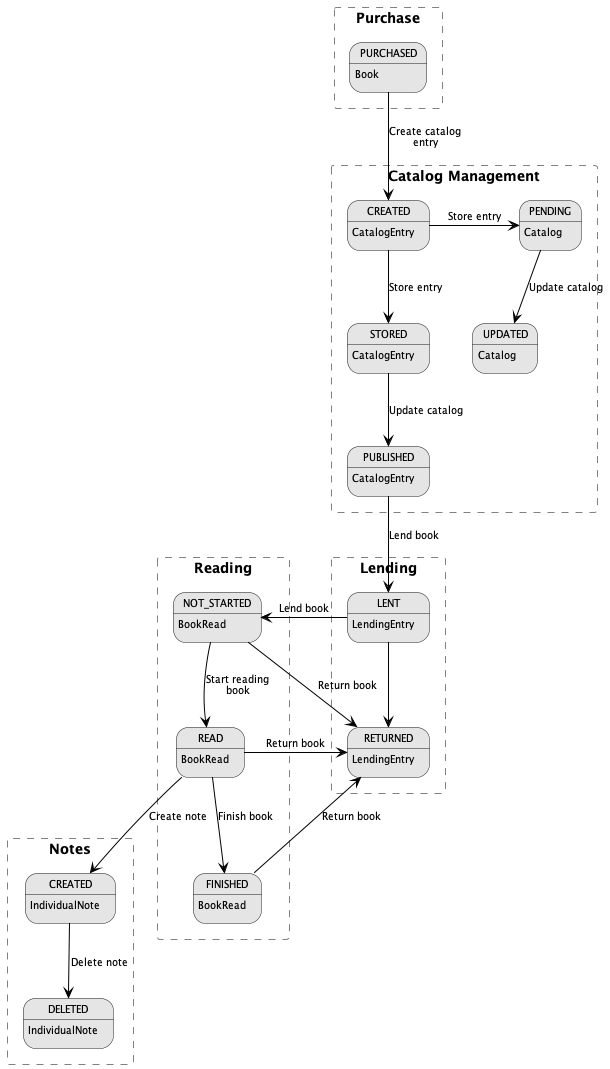 Purchase
PURCHASED
Book
Create catalog
entry
Catalog Management
CREATED
CatalogEntry
Store entry
PENDING
Catalog
Store entry
Update catalog
STORED
CatalogEntry
UPDATED
Catalog
Update catalog
PUBLISHED
CatalogEntry
Lend book
Reading
Lending
NOT_STARTED
BookRead
Lend book
LENT
LendingEntry
Start reading
book
Return book
READ
BookRead
Return book
RETURNED
LendingEntry
Create note
Finish book
Return book
Notes
CREATED
IndividualNote
FINISHED
BookRead
Delete note
DELETED
IndividualNote